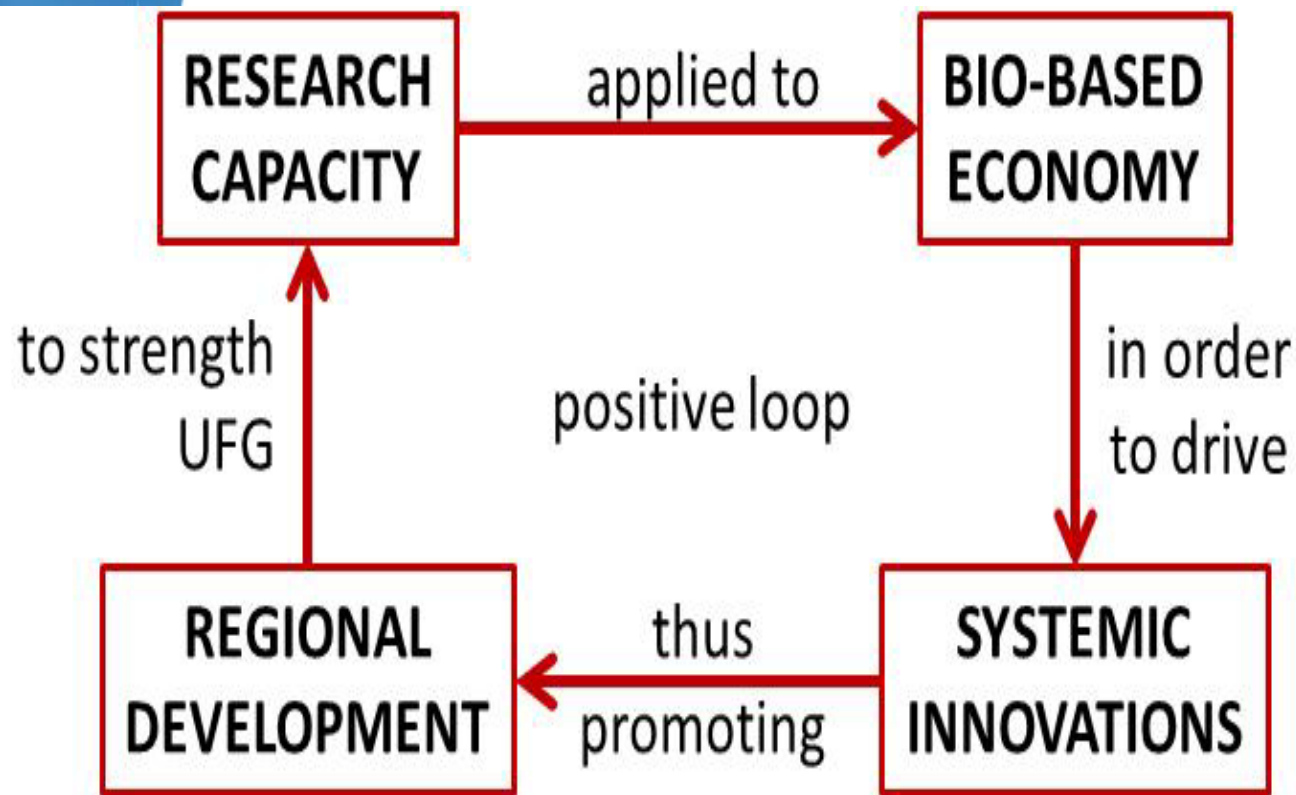 RESEARCH
CAPACITY
applied to
BIO-BASED
ECONOMY
in order
to drive
SYSTEMIC
INNOVATIONS
thus
promoting
REGIONAL
DEVELOPMENT
to strength
UFG
positive loop